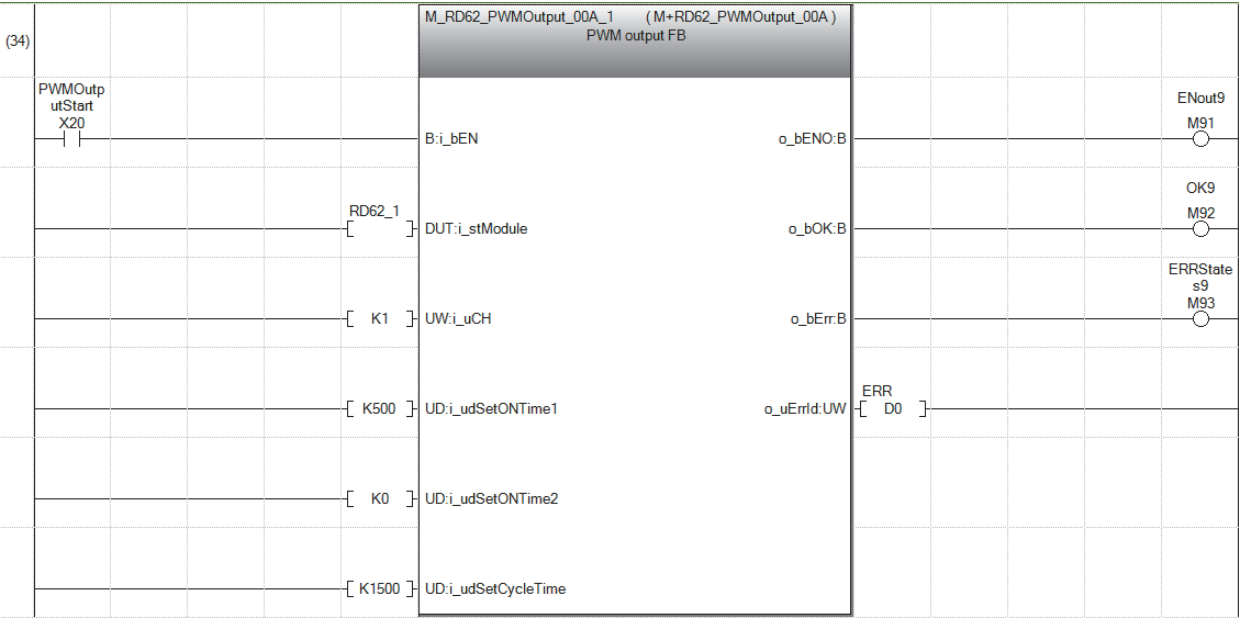 M_RD62_PWMOutput_00A_1 (M+RD62_PWMOutput_00A)
PWM output FB
(34)
PWMOutp
utStart
X20
B:i_bEN
o_bENO:B
ENout9
M91
RD62_1
DUT:i_stModule
o_bOK:B
OK9
M92
K1
UW:i_uCH
o_bErr:B
ERRState
s9
M93
K500
UD:i_udSetONTime1
o_uErrId:UW
ERR
D0
K0
UD:i_udSetONTime2
K1500
UD:i_udSetCycleTime